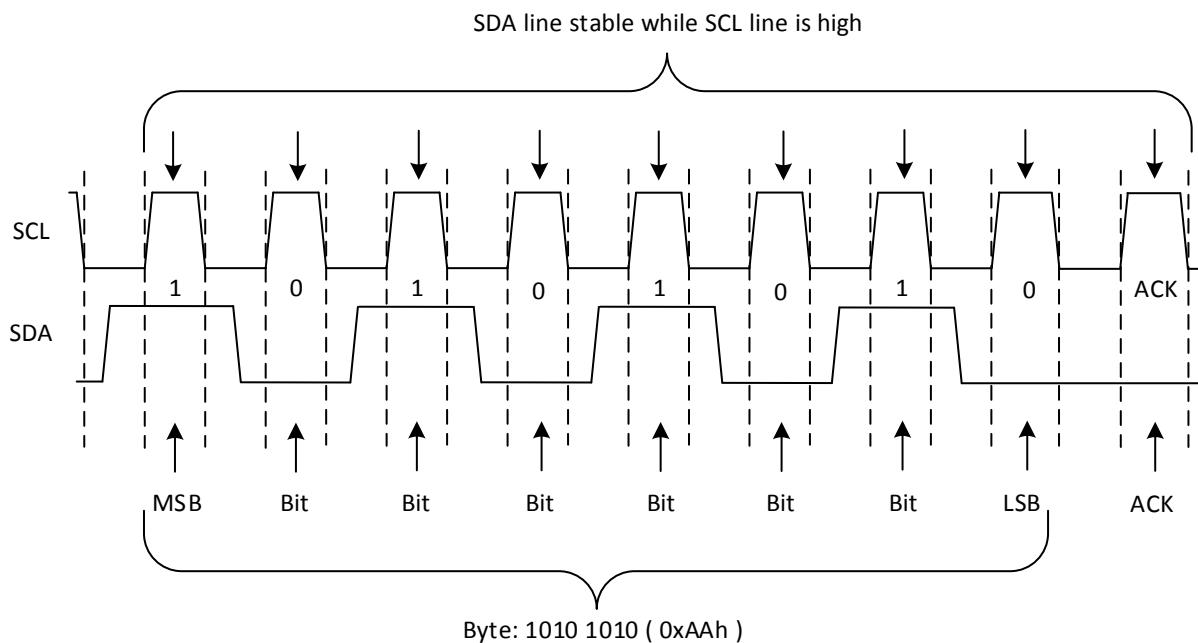 SDA line stable while SCL line is high
SCL
1 0 1 0 1 0 1 0 ACK
SDA
MSB Bit Bit Bit Bit Bit Bit LSB ACK
Byte: 1010 1010 ( 0xAAh )